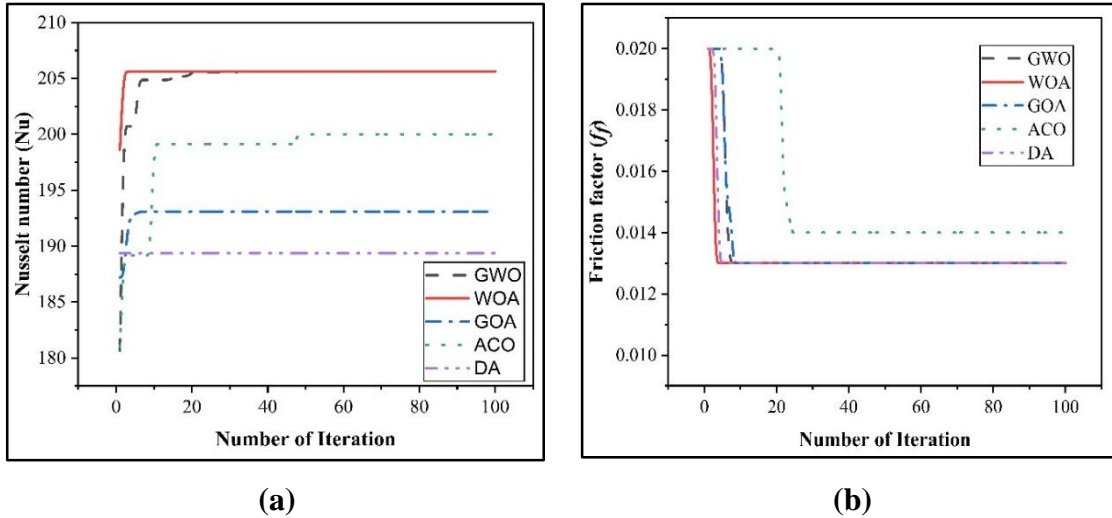 210
205
200
195
190
185
180
Nusselt number (Nu)
GWO
WOA
GOA
ACO
DA
0
20
40
60
80
100
Number of Iteration
(a)
0.020
0.018
0.016
0.014
0.012
0.010
Friction factor (ff)
GWO
WOA
GOA
ACO
DA
0
20
40
60
80
100
Number of Iteration
(b)